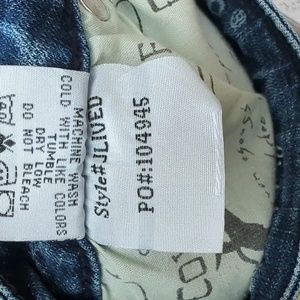 MACHINE WASH
COLD WITH LIKE COLORS
TUMBLE
DRY LOW
DO NOT BLEACH
Style#JLIVED
PO#:104945